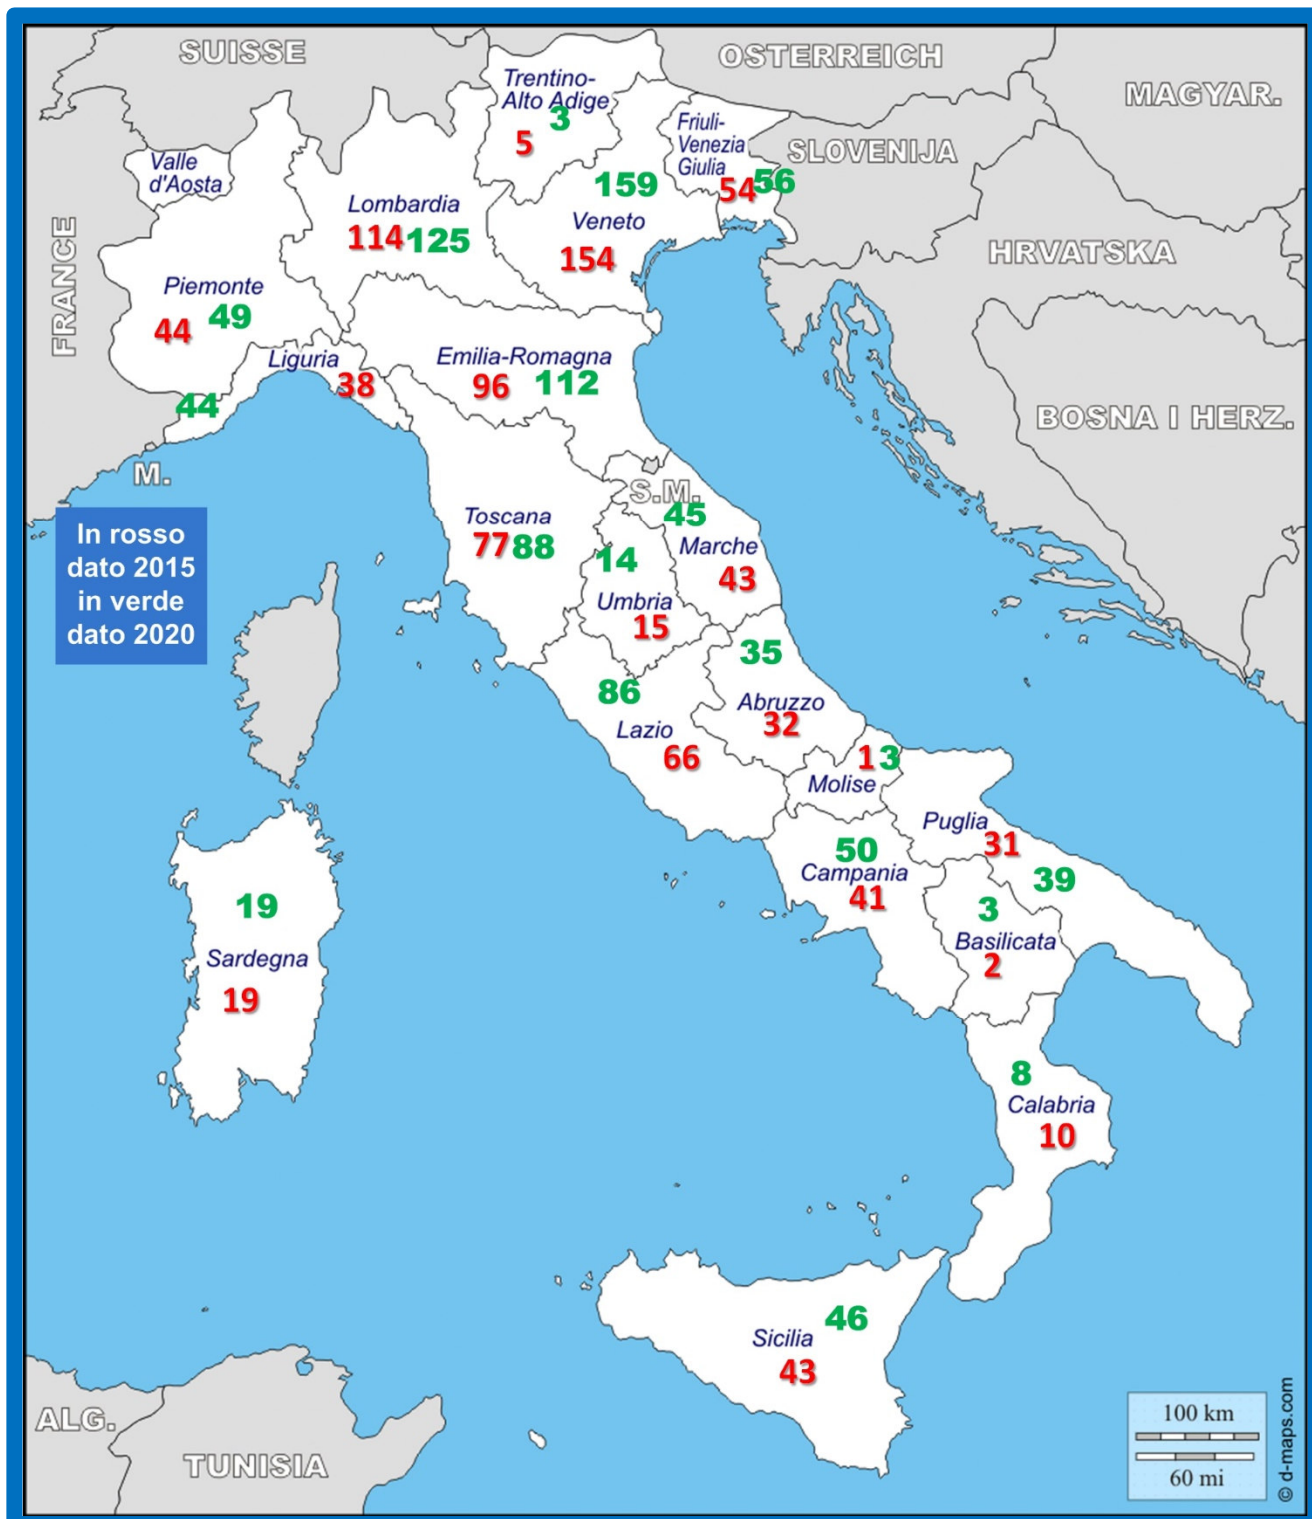 SUISSE
OSTERREICH
MAGYAR.
Trentino-
Alto Adige
3
5
Friuli-
Venezia
Giulia
54
56
SLOVENIJA
Valle
d'Aosta
159
Veneto
154
Lombardia
114
125
HRVATSKA
FRANCE
Piemonte
44
49
Liguria
38
44
Emilia-Romagna
96
112
BOSNA I HERZ.
M.
S.M.
45
Marche
43
In rosso
dato 2015
in verde
dato 2020
Toscana
77
88
14
Umbria
15
35
Abruzzo
32
86
Lazio
66
1
3
Molise
Puglia
31
39
50
Campania
41
3
Basilicata
2
19
Sardegna
19
8
Calabria
10
46
Sicilia
43
ALG.
TUNISIA
100 km
60 mi
© d-maps.com